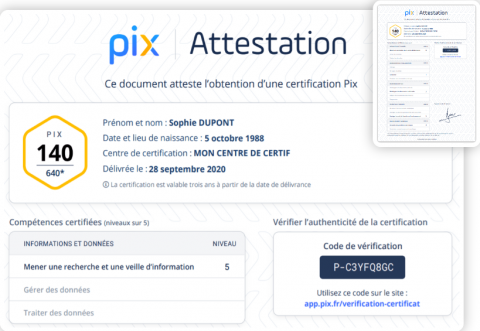 pix Attestation
Ce document atteste l'obtention d'une certification Pix
PIX
140
640*
Prénom et nom : Sophie DUPONT
Date et lieu de naissance : 5 octobre 1988
Centre de certification : MON CENTRE DE CERTIF
Délivrée le : 28 septembre 2020
La certification est valable trois ans à partir de la date de délivrance
Compétences certifiées (niveaux sur 5)
INFORMATIONS ET DONNÉES NIVEAU
Mener une recherche et une veille d'information 5
Gérer des données
Traiter des données
Vérifier l'authenticité de la certification
Code de vérification
P-C3YFQ8GC
Utilisez ce code sur le site :
app.pix.fr/verification-certificat
pix Attestation
140